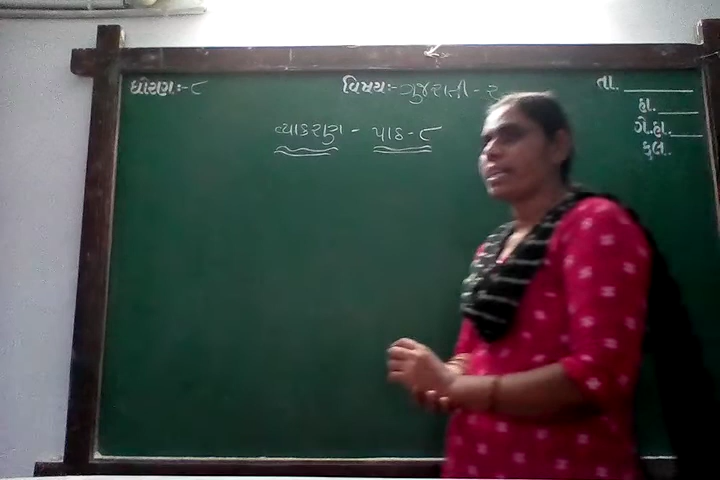 ધોરણ:- ૮ વિષય:- ગુજરાતી - ૨ તા.
હા.
ગે.હા.
કુલ.
વ્યાકરણ - પાઠ-૮